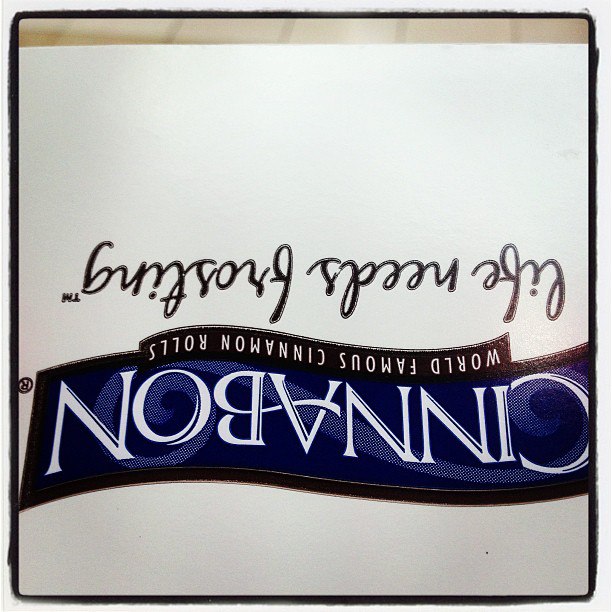 CINNABON®
WORLD FAMOUS CINNAMON ROLLS
life needs frosting™